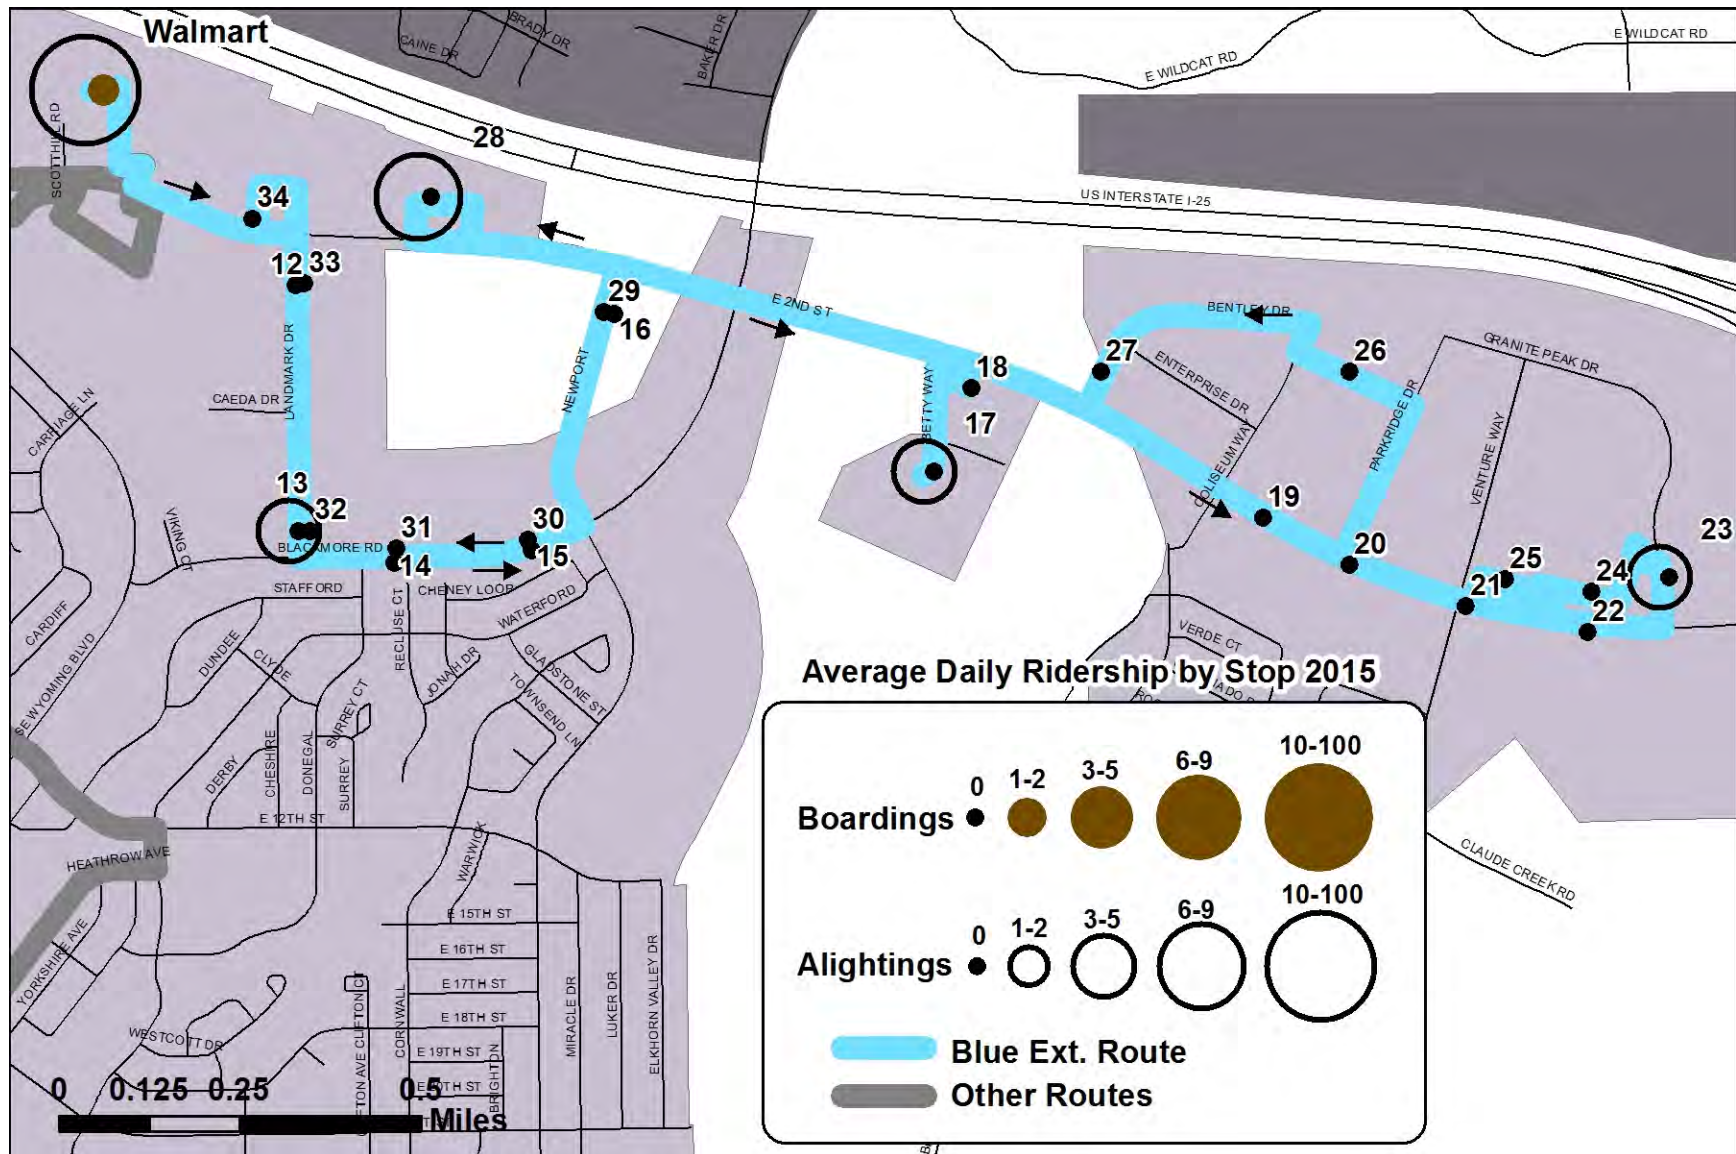 Walmart
BRADY DR
CAINE DR
BAKER DR
E WILDCAT RD
E WILDCAT RD
SCOTTHILL RD
28
US INTERSTATE I-25
34
12 33
29
16
E 2ND ST
BENTLEY DR
27
26
GRANITE PEAK DR
ENTERPRISE DR
18
17
LANDMARK DR
CAEDA DR
CARRIAGE LN
NEWPORT
BETTY WAY
COLISEUM WAY
PARKRIDGE DR
VENTURE WAY
13
32
31
30
15
14
19
20
21
25
24
23
22
BLACKMORE RD
VIKING CT
STAFFORD
CHENEY LOOP
WATERFORD
CARDIFF
DUNDEE
CLYDE
RECLUSE CT
JONAH DR
GLADSTONE ST
TOWNSEND LN
SE WYOMING BLVD
SURREY CT
DERBY
CHESHIRE
DONEGAL
SURREY
VERDE CT
E 12TH ST
HEATHROW AVE
WARWICK
E 15TH ST
E 16TH ST
E 17TH ST
E 18TH ST
E 19TH ST
YORKSHIRE AVE
WESTCOTT DR
CLIFTON CT
CORNWALL
BRIGHTON
MIRACLE DR
LUKER DR
ELKHORN VALLEY DR
CLAUDE CREEK RD
Average Daily Ridership by Stop 2015
0 1-2 3-5 6-9 10-100
Boardings
0 1-2 3-5 6-9 10-100
Alightings
Blue Ext. Route
Other Routes
0 0.125 0.25 0.5
Miles